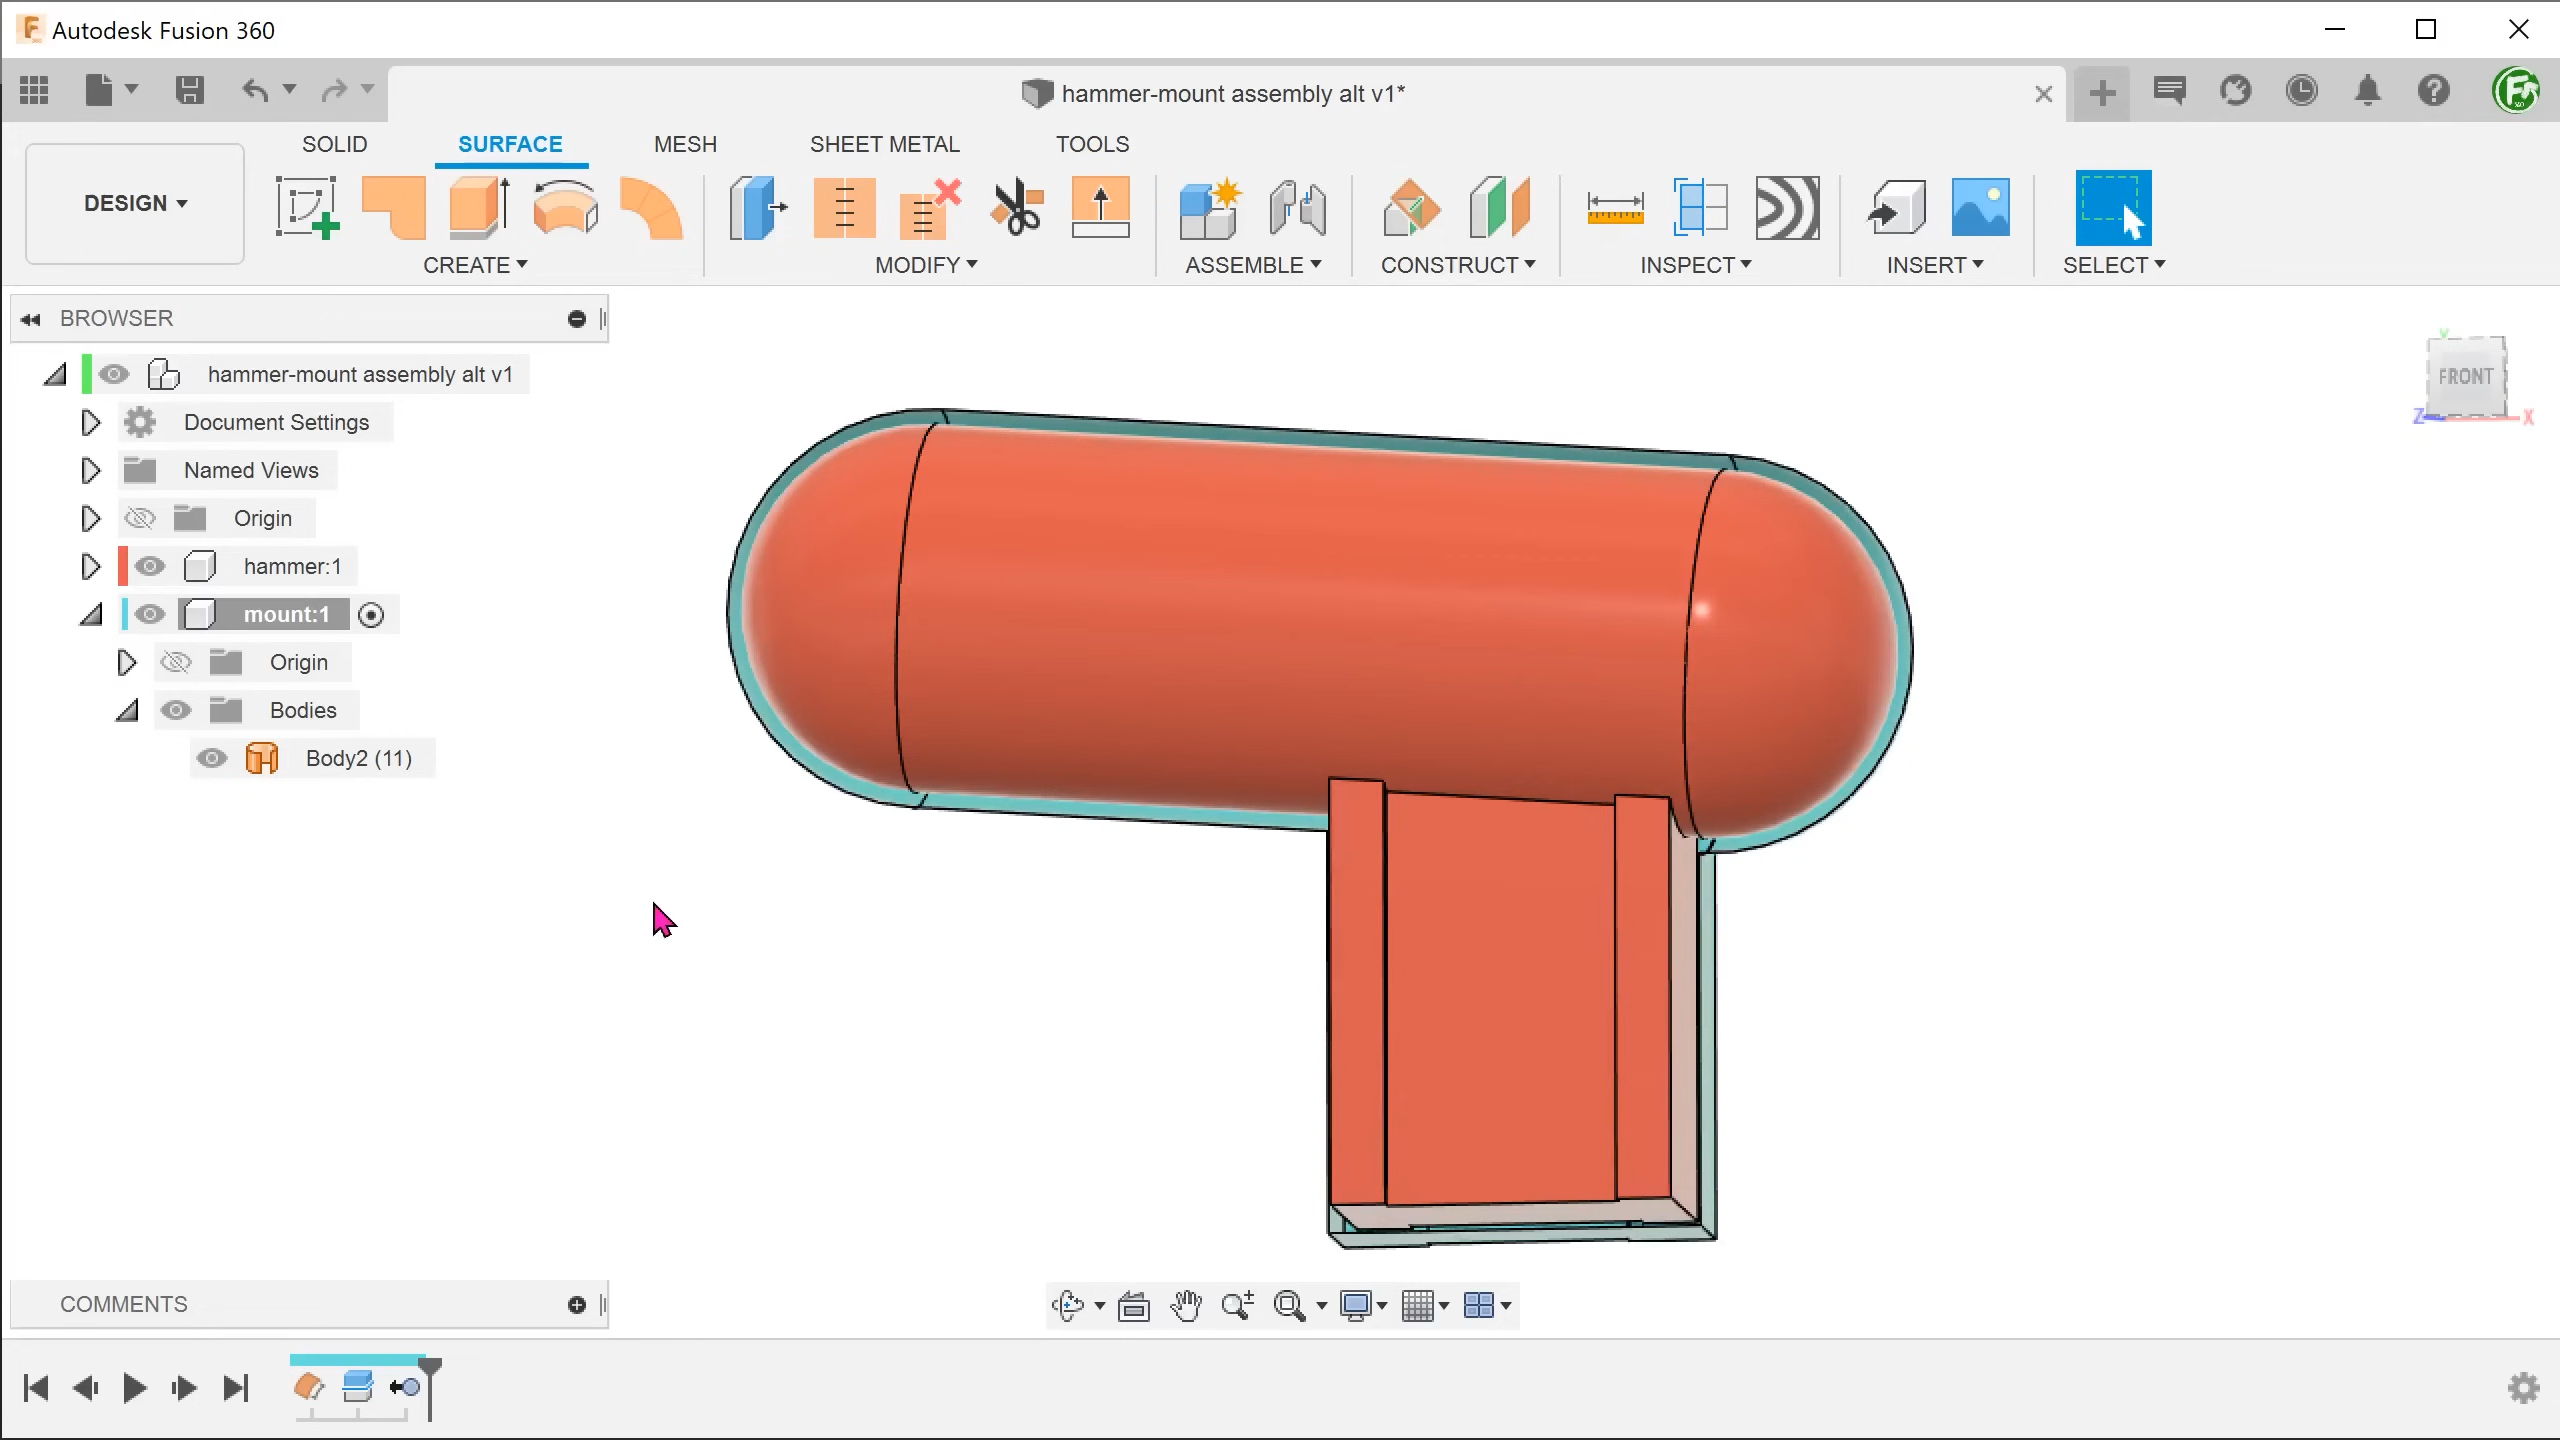 Autodesk Fusion 360
hammer-mount assembly alt v1*
SOLID SURFACE MESH SHEET METAL TOOLS
DESIGN
CREATE MODIFY ASSEMBLE CONSTRUCT INSPECT INSERT SELECT
BROWSER
hammer-mount assembly alt v1
Document Settings
Named Views
Origin
hammer:1
mount:1
Origin
Bodies
Body2 (11)
Y
FRONT
Z X
COMMENTS